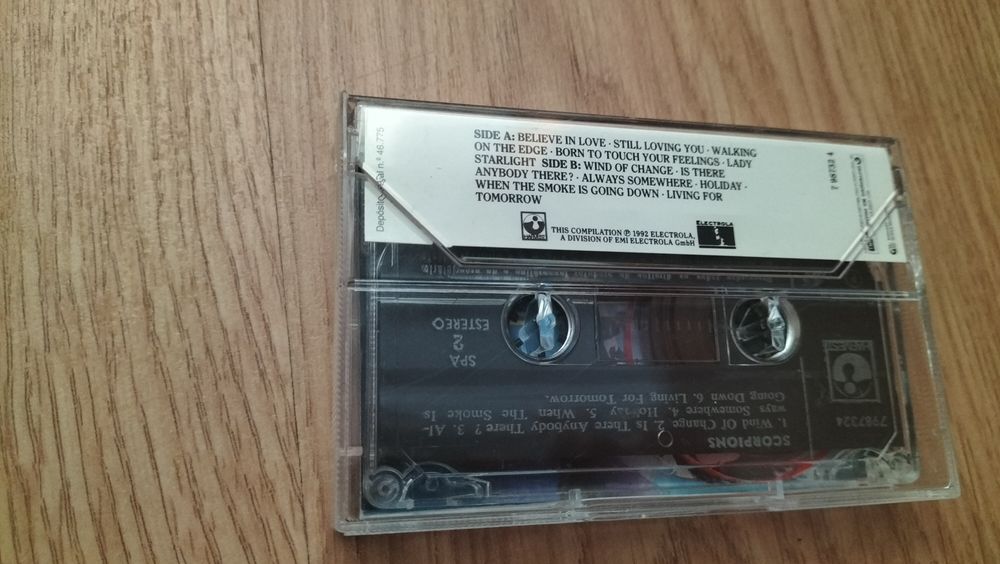 SIDE A: BELIEVE IN LOVE · STILL LOVING YOU · WALKING
ON THE EDGE · BORN TO TOUCH YOUR FEELINGS · LADY
STARLIGHT SIDE B: WIND OF CHANGE · IS THERE
ANYBODY THERE? · ALWAYS SOMEWHERE · HOLIDAY ·
WHEN THE SMOKE IS GOING DOWN · LIVING FOR
TOMORROW
THIS COMPILATION ℗ 1992 ELECTROLA,
A DIVISION OF EMI ELECTROLA GmbH
ELECTROLA
7 98732 4
Depósito legal n.º 46.775
SCORPIONS
1. Wind Of Change 2. Is There Anybody There? 3. Al-
ways Somewhere 4. Holiday 5. When The Smoke Is
Going Down 6. Living For Tomorrow.
7987324
HARVEST
SPA
2
ESTEREO